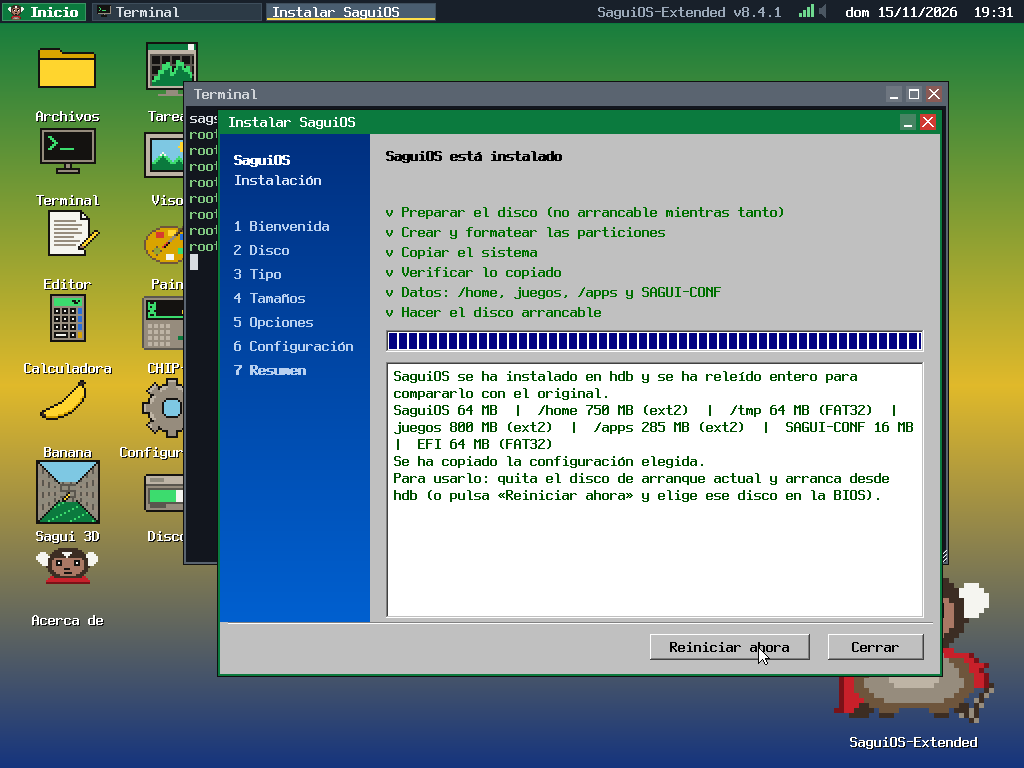 Inicio
Terminal
Instalar SaguiOS
SaguiOS-Extended v8.4.1
dom 15/11/2026
19:31
Archivos
Terminal
Editor
Calculadora
Banana
Sagui 3D
Acerca de
Terminal
Instalar SaguiOS
SaguiOS
Instalación
1 Bienvenida
2 Disco
3 Tipo
4 Tamaños
5 Opciones
6 Configuración
7 Resumen
SaguiOS está instalado
v Preparar el disco (no arrancable mientras tanto)
v Crear y formatear las particiones
v Copiar el sistema
v Verificar lo copiado
v Datos: /home, juegos, /apps y SAGUI-CONF
v Hacer el disco arrancable
SaguiOS se ha instalado en hdb y se ha releído entero para
compararlo con el original.
SaguiOS 64 MB | /home 750 MB (ext2) | /tmp 64 MB (FAT32) |
juegos 800 MB (ext2) | /apps 285 MB (ext2) | SAGUI-CONF 16 MB
| EFI 64 MB (FAT32)
Se ha copiado la configuración elegida.
Para usarlo: quita el disco de arranque actual y arranca desde
hdb (o pulsa «Reiniciar ahora» y elige ese disco en la BIOS).
Reiniciar ahora
Cerrar
SaguiOS-Extended